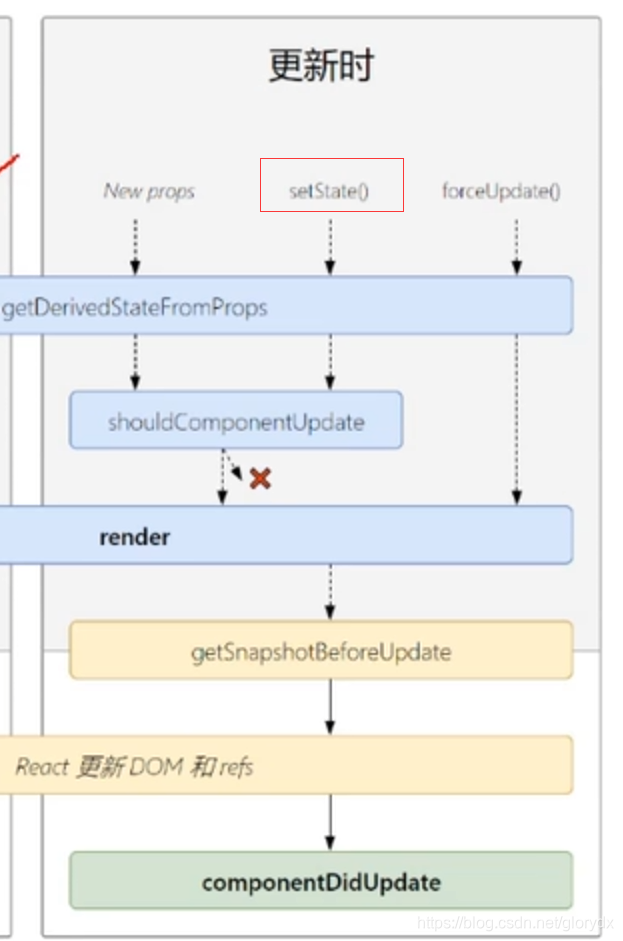 更新时
New props
setState()
forceUpdate()
getDerivedStateFromProps
shouldComponentUpdate
render
getSnapshotBeforeUpdate
React 更新 DOM 和 refs
componentDidUpdate
https://blog.csdn.net/glorydx